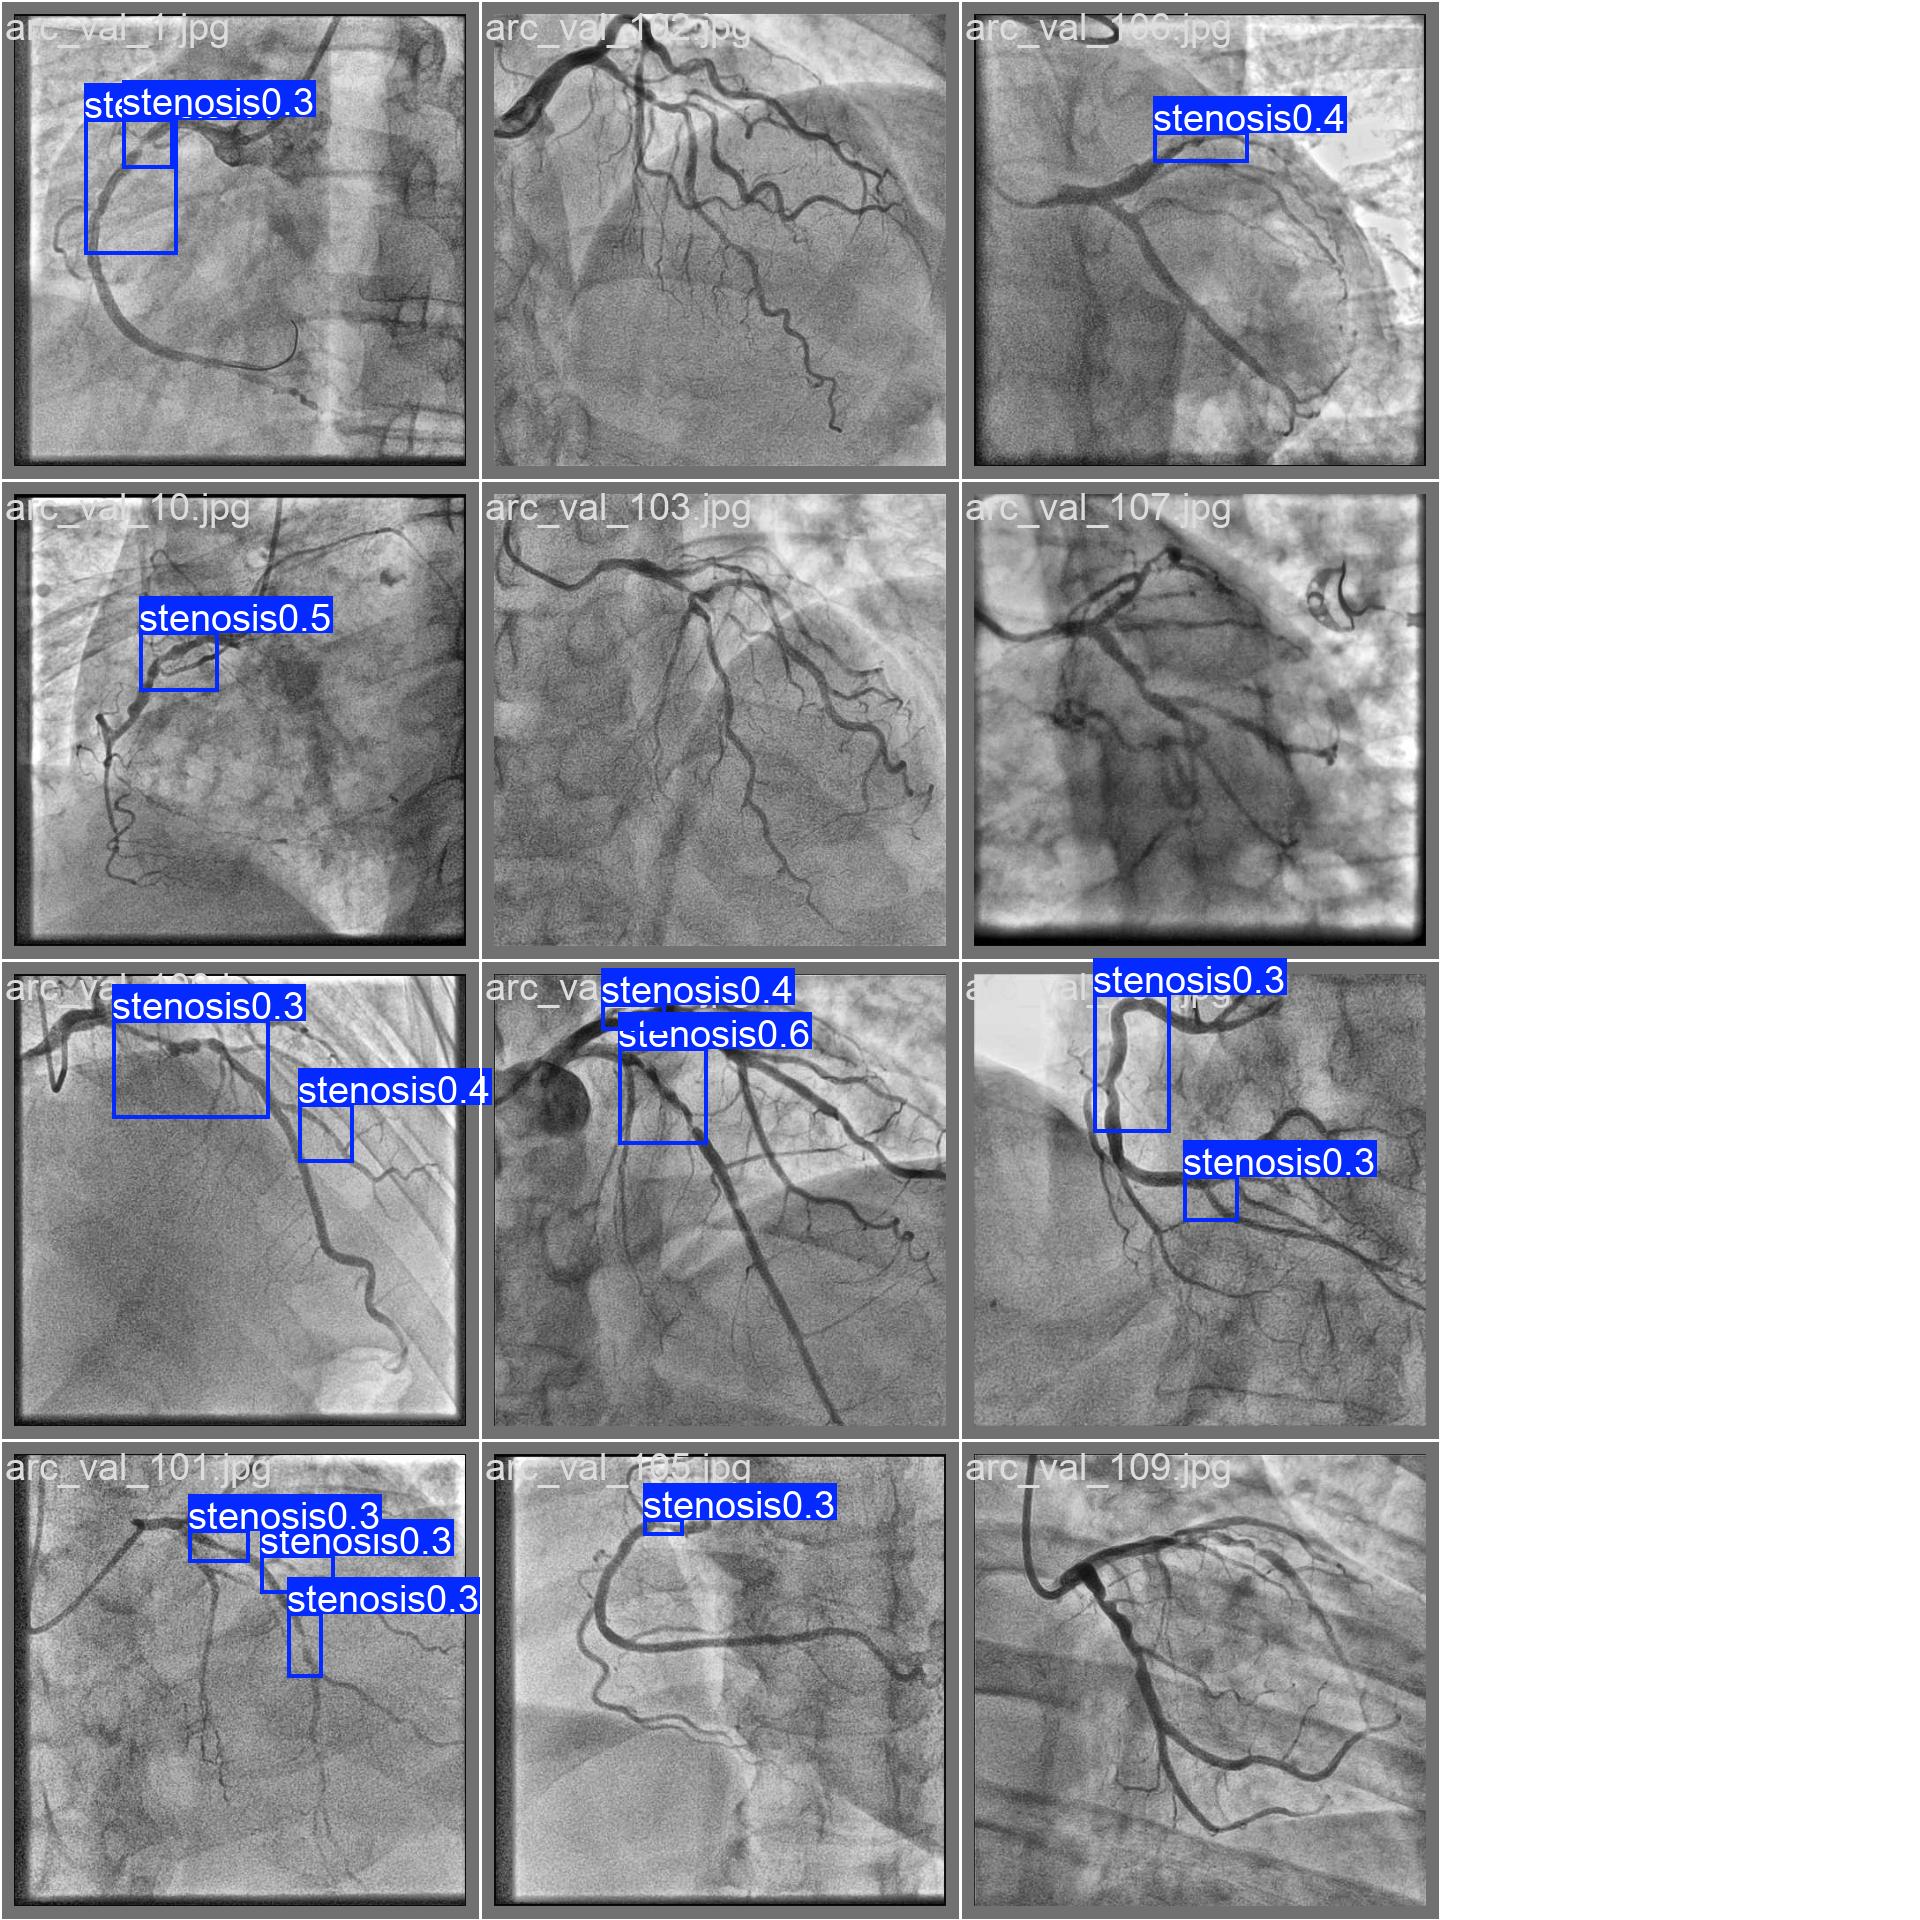 arc_val_1.jpg
stenosis0.3
arc_val_102.jpg
arc_val_106.jpg
stenosis0.4
arc_val_10.jpg
stenosis0.5
arc_val_103.jpg
arc_val_107.jpg
stenosis0.3
stenosis0.4
stenosis0.4
stenosis0.6
stenosis0.3
stenosis0.3
arc_val_101.jpg
stenosis0.3
stenosis0.3
stenosis0.3
arc_val_105.jpg
stenosis0.3
arc_val_109.jpg